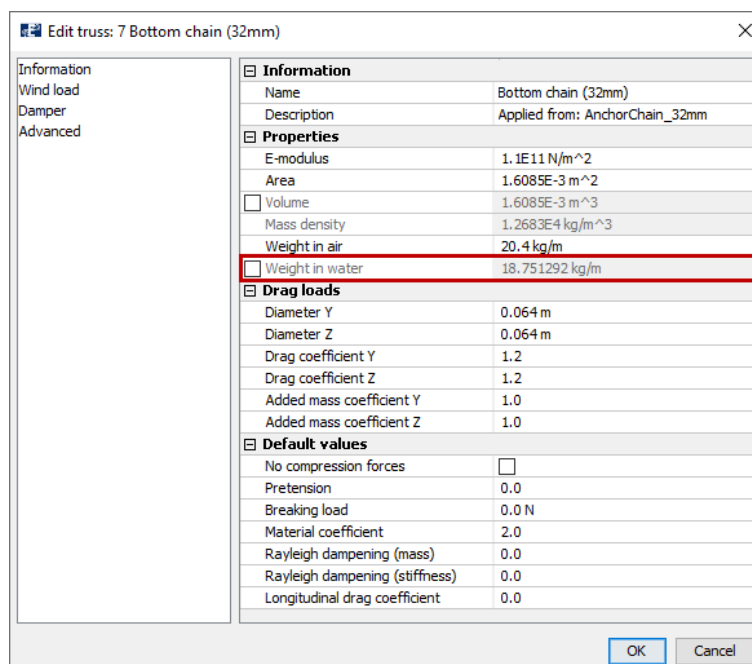 Edit truss: 7 Bottom chain (32mm)
Information
Wind load
Damper
Advanced
Information
Name Bottom chain (32mm)
Description Applied from: AnchorChain_32mm
Properties
E-modulus 1.1E11 N/m^2
Area 1.6085E-3 m^2
Volume 1.6085E-3 m^3
Mass density 1.2683E4 kg/m^3
Weight in air 20.4 kg/m
Weight in water 18.751292 kg/m
Drag loads
Diameter Y 0.064 m
Diameter Z 0.064 m
Drag coefficient Y 1.2
Drag coefficient Z 1.2
Added mass coefficient Y 1.0
Added mass coefficient Z 1.0
Default values
No compression forces
Pretension 0.0
Breaking load 0.0 N
Material coefficient 2.0
Rayleigh dampening (mass) 0.0
Rayleigh dampening (stiffness) 0.0
Longitudinal drag coefficient 0.0
OK Cancel